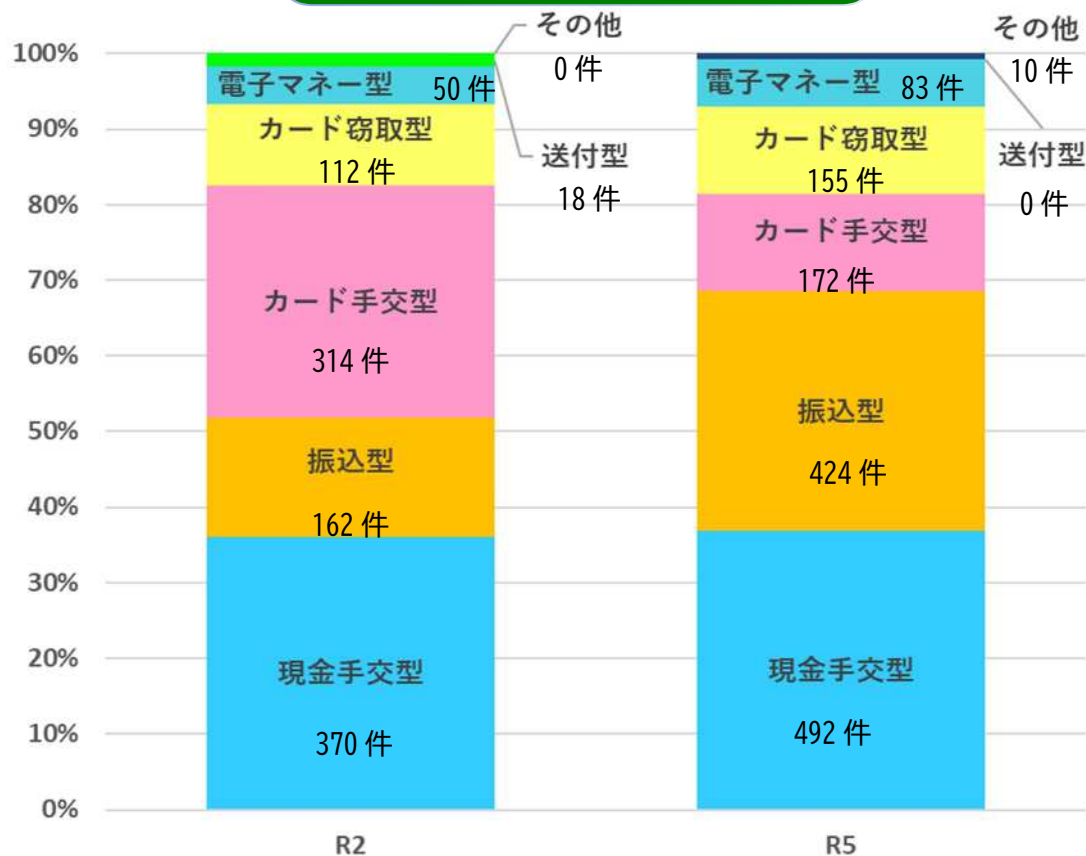 その他
0 件
送付型
18 件
その他
10 件
送付型
0 件
100%
90%
80%
70%
60%
50%
40%
30%
20%
10%
0%
電子マネー型 50 件
カード窃取型
112 件
カード手交型
314 件
振込型
162 件
現金手交型
370 件
電子マネー型 83 件
カード窃取型
155 件
カード手交型
172 件
振込型
424 件
現金手交型
492 件
R2
R5